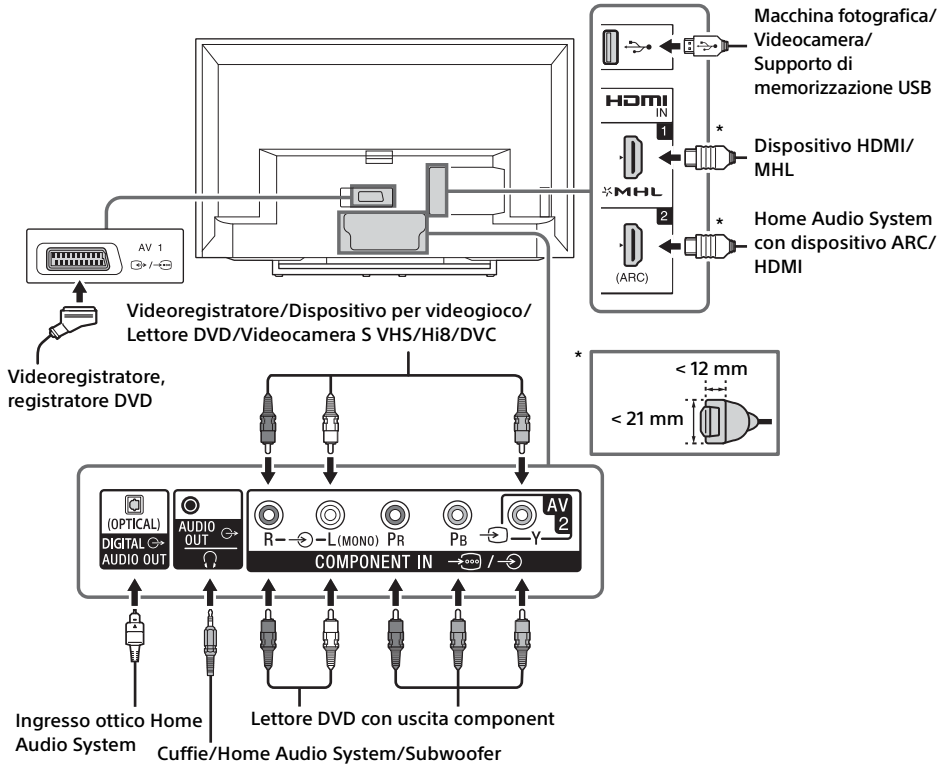 Macchina fotografica/
Videocamera/
Supporto di
memorizzazione USB
HDMI
IN
1
*
Dispositivo HDMI/
MHL
MHL
2
*
Home Audio System
con dispositivo ARC/
HDMI
(ARC)
AV 1
Videoregistratore/Dispositivo per videogioco/
Lettore DVD/Videocamera S VHS/Hi8/DVC
Videoregistratore,
registratore DVD
*
< 12 mm
< 21 mm
(OPTICAL)
DIGITAL
AUDIO OUT
AUDIO
OUT
R
L(MONO)
PR
PB
Y
AV
2
COMPONENT IN
/
Ingresso ottico Home
Audio System
Lettore DVD con uscita component
Cuffie/Home Audio System/Subwoofer